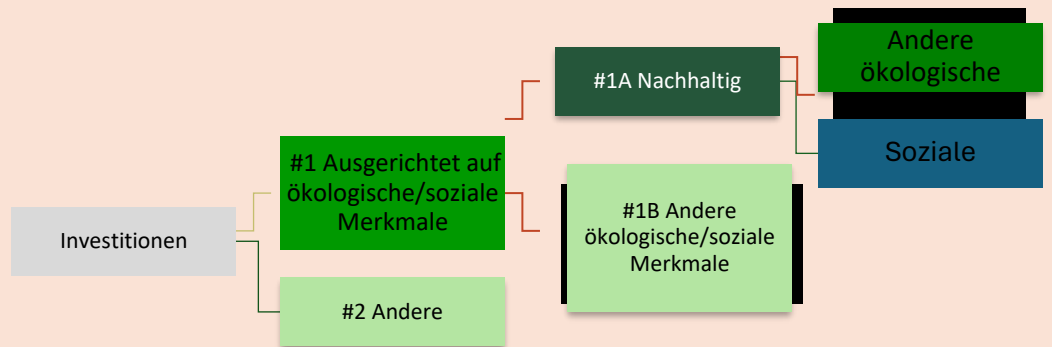 Investitionen
#1 Ausgerichtet auf
ökologische/soziale
Merkmale
#2 Andere
#1A Nachhaltig
#1B Andere
ökologische/soziale
Merkmale
Andere
ökologische
Soziale